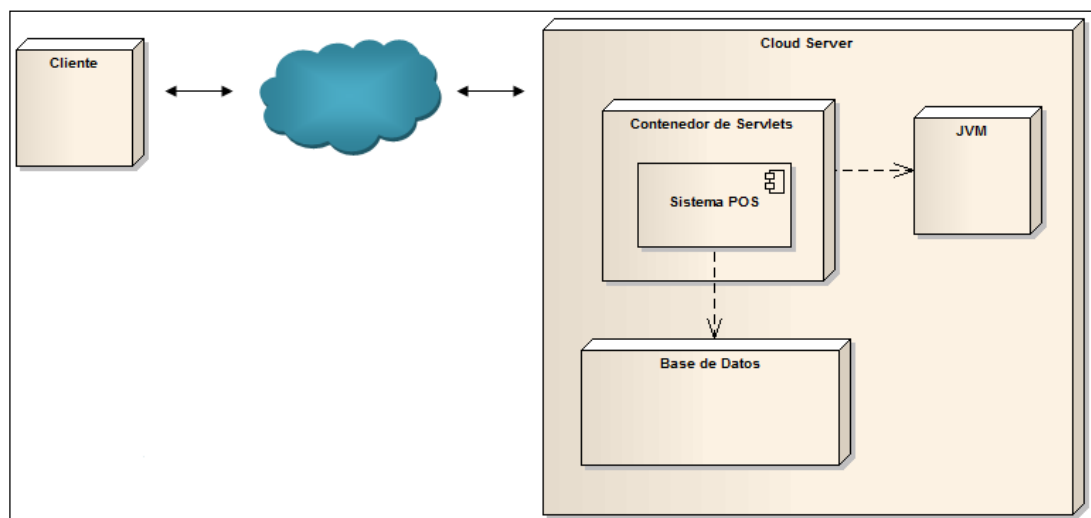 Cliente
Cloud Server
Contenedor de Servlets
JVM
Sistema POS
Base de Datos